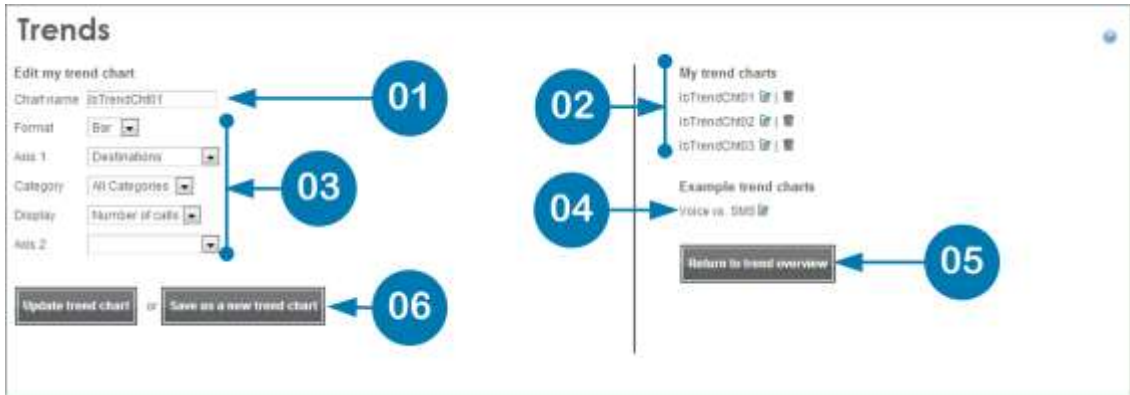 Trends
Edit my trend chart
Chart name IsTrendCht01
01
Format Bar
Axis 1 Destinations
Category All Categories
03
Display Number of calls
Axis 2
Update trend chart or Save as a new trend chart
06
My trend charts
02
IsTrendCht01 |
IsTrendCht02 |
IsTrendCht03 |
Example trend charts
04
Voice vs. SMS
Return to trend overview
05